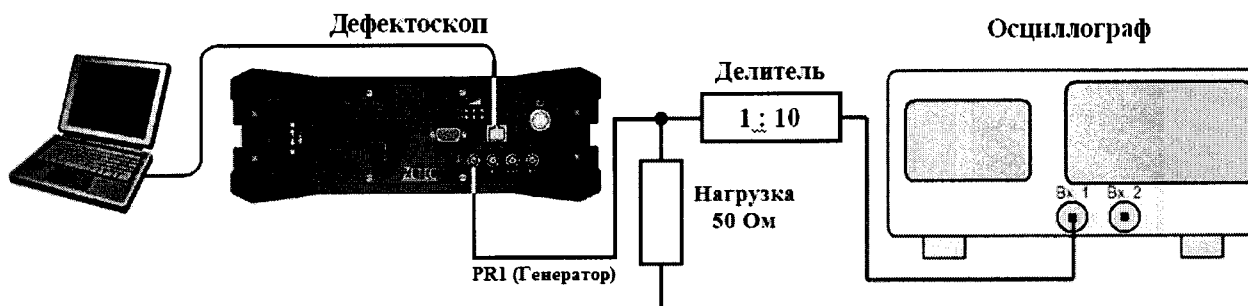 Дефектоскоп
Осциллограф
Делитель
1 : 10
Нагрузка
50 Ом
Вх. 1 Вх. 2
PR1 (Генератор)